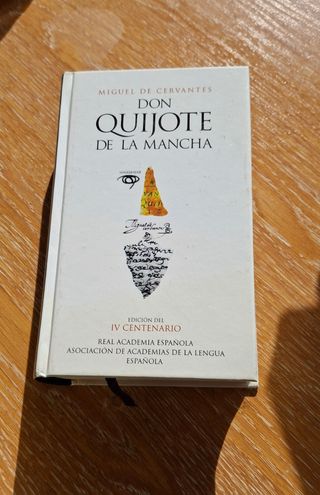 MIGUEL DE CERVANTES
DON
QUIJOTE
DE LA MANCHA
EDICIÓN DEL
IV CENTENARIO
REAL ACADEMIA ESPAÑOLA
ASOCIACIÓN DE ACADEMIAS DE LA LENGUA
ESPAÑOLA